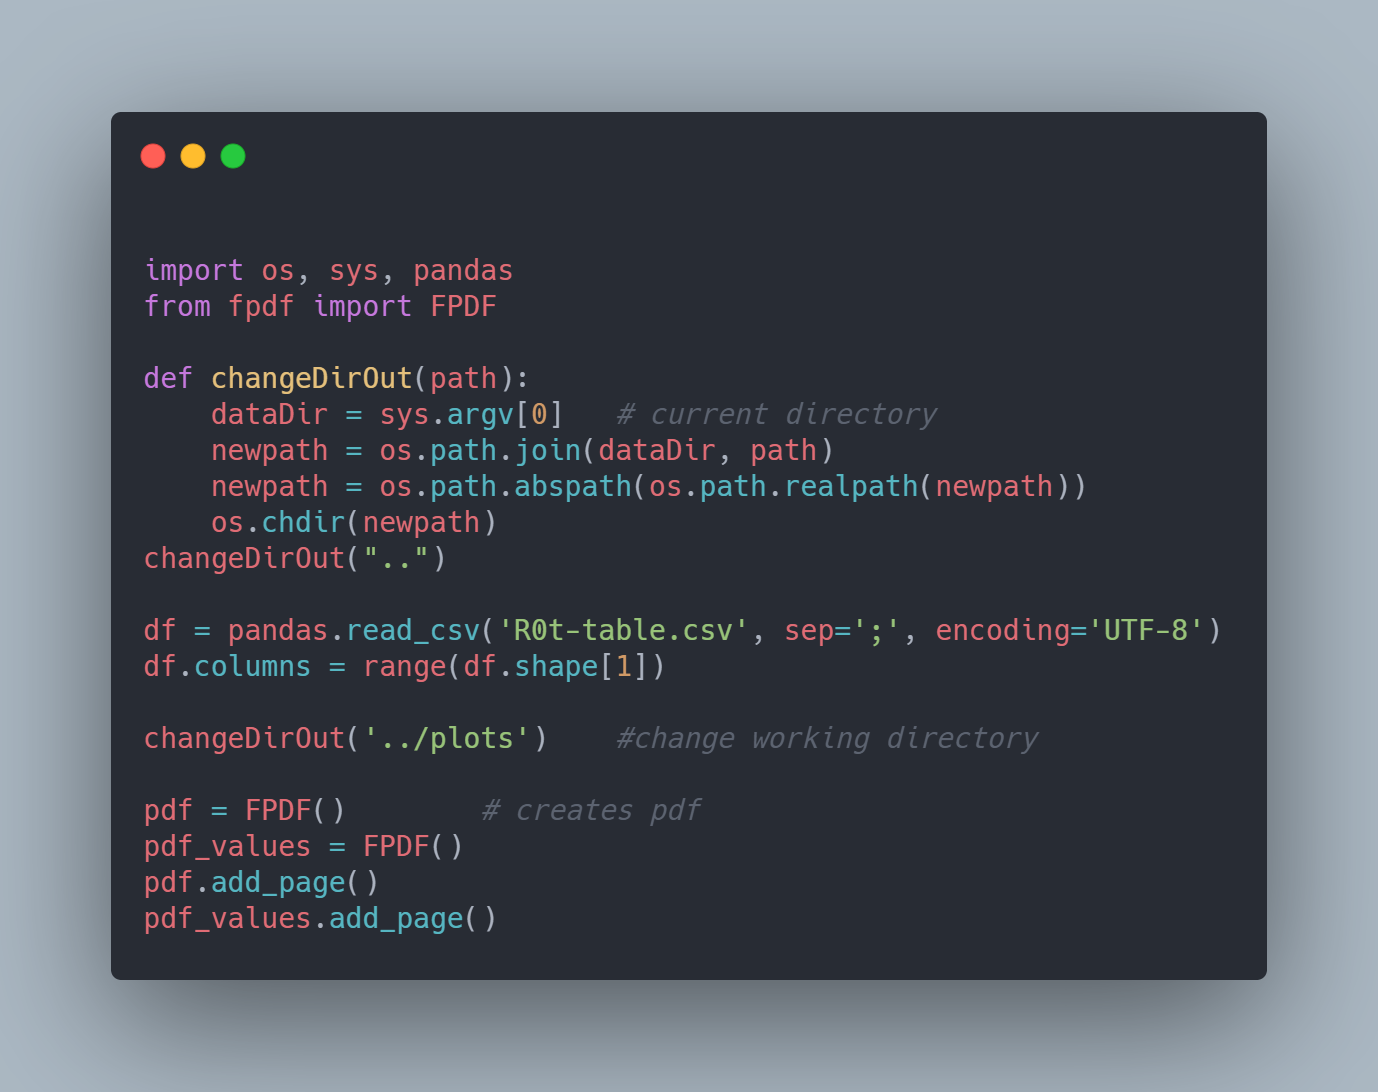 import os, sys, pandas
from fpdf import FPDF

def changeDirOut(path):
    dataDir = sys.argv[0]   # current directory
    newpath = os.path.join(dataDir, path)
    newpath = os.path.abspath(os.path.realpath(newpath))
    os.chdir(newpath)
changeDirOut("..")

df = pandas.read_csv('R0t-table.csv', sep=';', encoding='UTF-8')
df.columns = range(df.shape[1])

changeDirOut('../plots')    #change working directory

pdf = FPDF()        # creates pdf
pdf_values = FPDF()
pdf.add_page()
pdf_values.add_page()